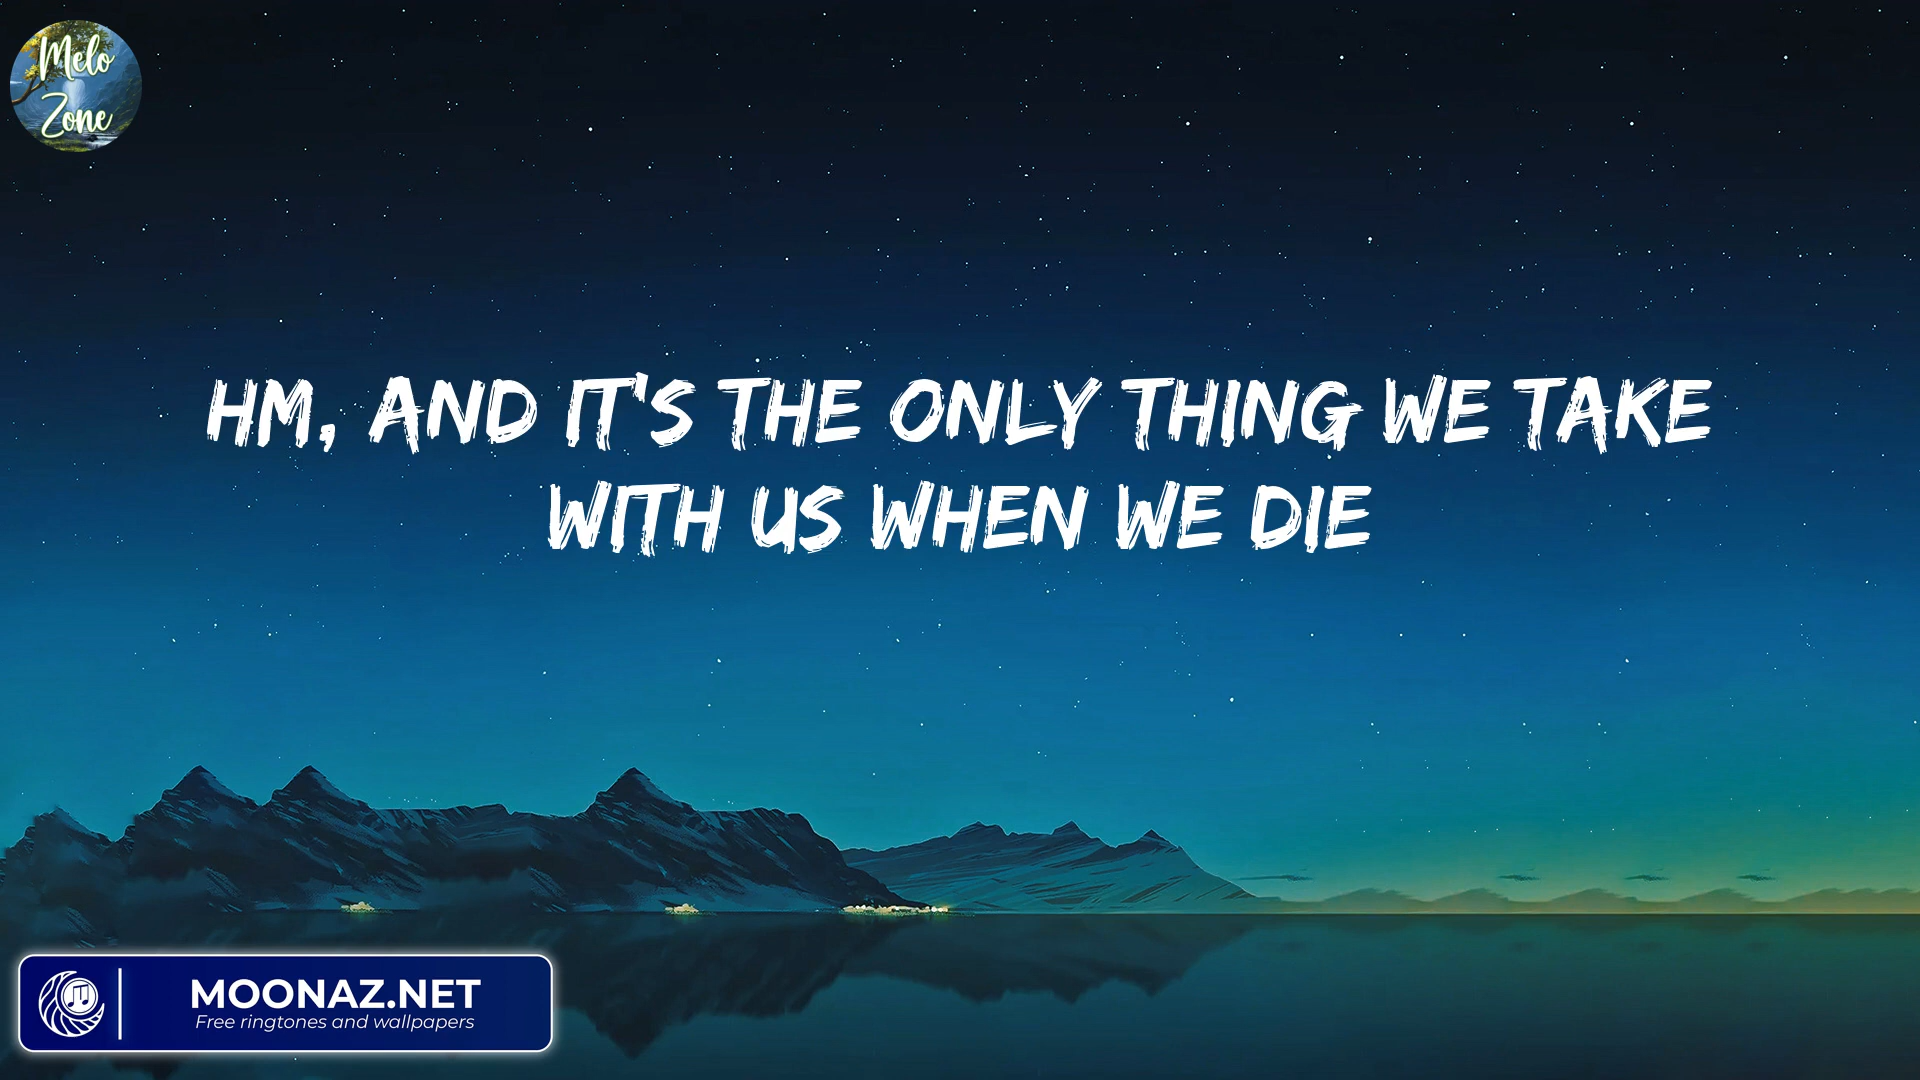 Melo
Zone
HM, AND IT'S THE ONLY THING WE TAKE
WITH US WHEN WE DIE
MOONAZ.NET
Free ringtones and wallpapers